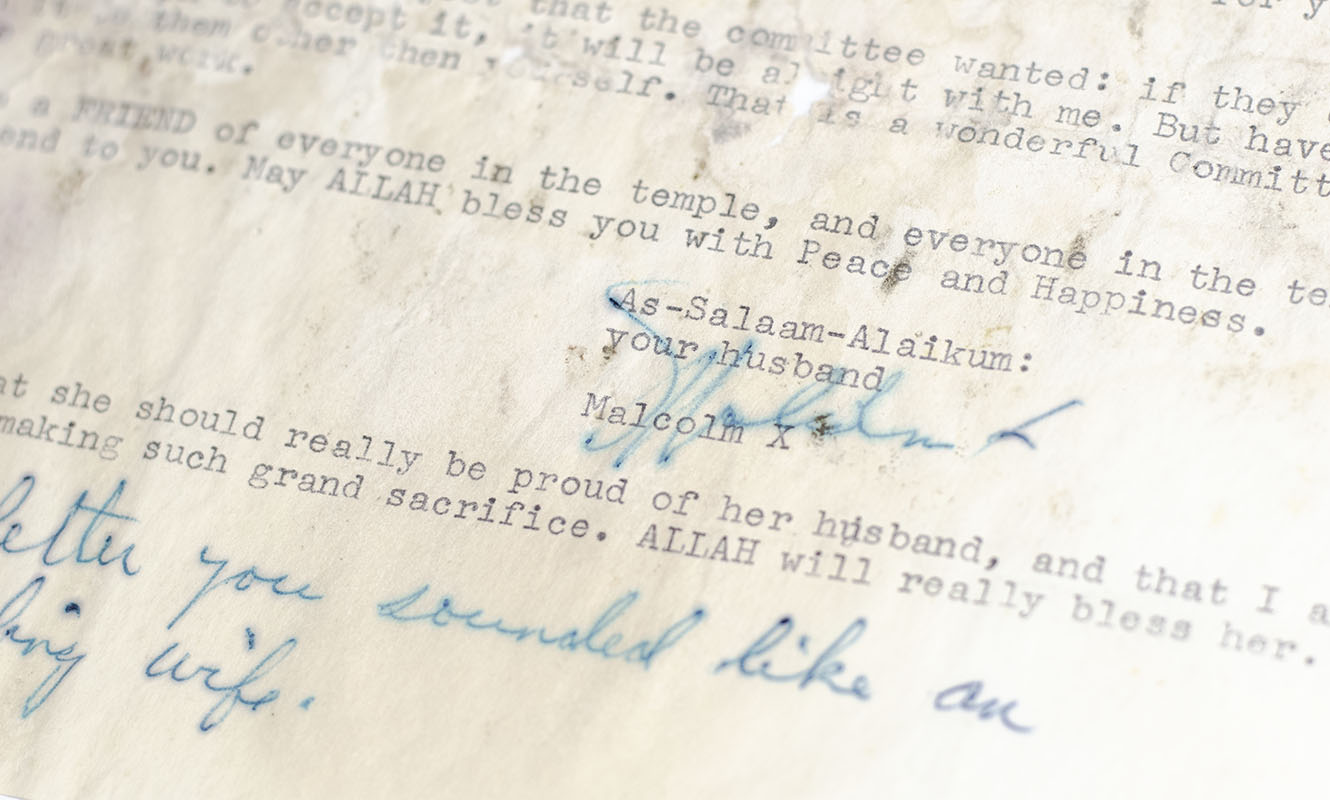 for y
that the committee wanted: if they
accept it, it will be alright with me. But have
them other then yourself. That is a wonderful Committ
great work.
a FRIEND of everyone in the temple, and everyone in the te
end to you. May ALLAH bless you with Peace and Happiness.
As-Salaam-Alaikum:
your husband
Malcolm X
Malcolm X
at she should really be proud of her husband, and that I a
making such grand sacrifice. ALLAH will really bless her.
letter you sounded like an
ling wife.